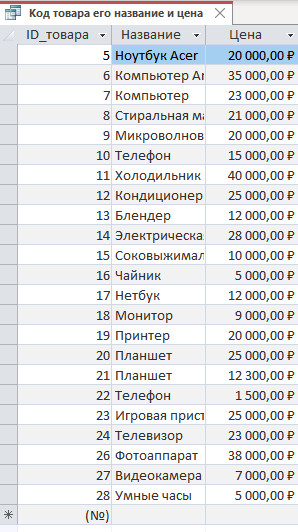 Код товара его название и цена
ID_товара Название Цена
5 Ноутбук Acer 20 000,00 ₽
6 Компьютер Ar 35 000,00 ₽
7 Компьютер 23 000,00 ₽
8 Стиральная ма 21 000,00 ₽
9 Микроволнов 20 000,00 ₽
10 Телефон 15 000,00 ₽
11 Холодильник 40 000,00 ₽
12 Кондиционер 25 000,00 ₽
13 Блендер 12 000,00 ₽
14 Электрическа 28 000,00 ₽
15 Соковыжимал 10 000,00 ₽
16 Чайник 5 000,00 ₽
17 Нетбук 12 000,00 ₽
18 Монитор 9 000,00 ₽
19 Принтер 20 000,00 ₽
20 Планшет 25 000,00 ₽
21 Планшет 12 300,00 ₽
22 Телефон 1 500,00 ₽
23 Игровая прист 25 000,00 ₽
24 Телевизор 23 000,00 ₽
26 Фотоаппарат 38 000,00 ₽
27 Видеокамера 7 000,00 ₽
28 Умные часы 5 000,00 ₽
(№)